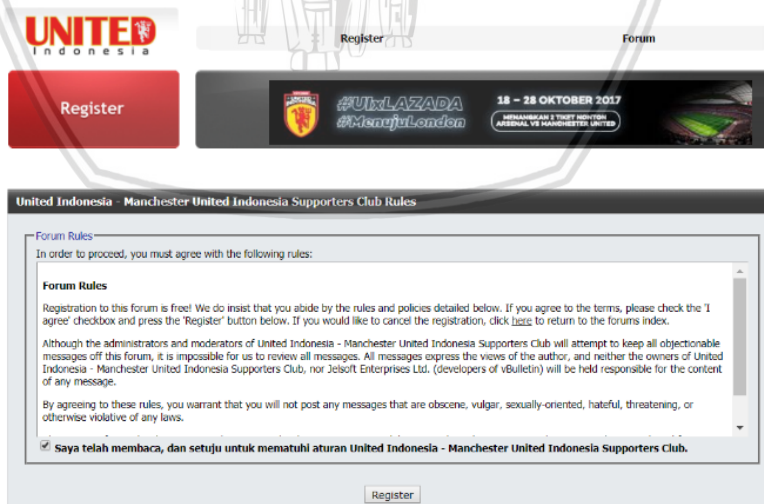 UNITED
Indonesia
Register Forum
Register
#UIxLAZADA
#MenujuLondon
18 - 28 OKTOBER 2017
MENANGKAN 2 TIKET NONTON
ARSENAL VS MANCHESTER UNITED
United Indonesia - Manchester United Indonesia Supporters Club Rules
Forum Rules
In order to proceed, you must agree with the following rules:
Forum Rules
Registration to this forum is free! We do insist that you abide by the rules and policies detailed below. If you agree to the terms, please check the 'I
agree' checkbox and press the 'Register' button below. If you would like to cancel the registration, click here to return to the forums index.
Although the administrators and moderators of United Indonesia - Manchester United Indonesia Supporters Club will attempt to keep all objectionable
messages off this forum, it is impossible for us to review all messages. All messages express the views of the author, and neither the owners of United
Indonesia - Manchester United Indonesia Supporters Club, nor Jelsoft Enterprises Ltd. (developers of vBulletin) will be held responsible for the content
of any message.
By agreeing to these rules, you warrant that you will not post any messages that are obscene, vulgar, sexually-oriented, hateful, threatening, or
otherwise violative of any laws.
Saya telah membaca, dan setuju untuk mematuhi aturan United Indonesia - Manchester United Indonesia Supporters Club.
Register